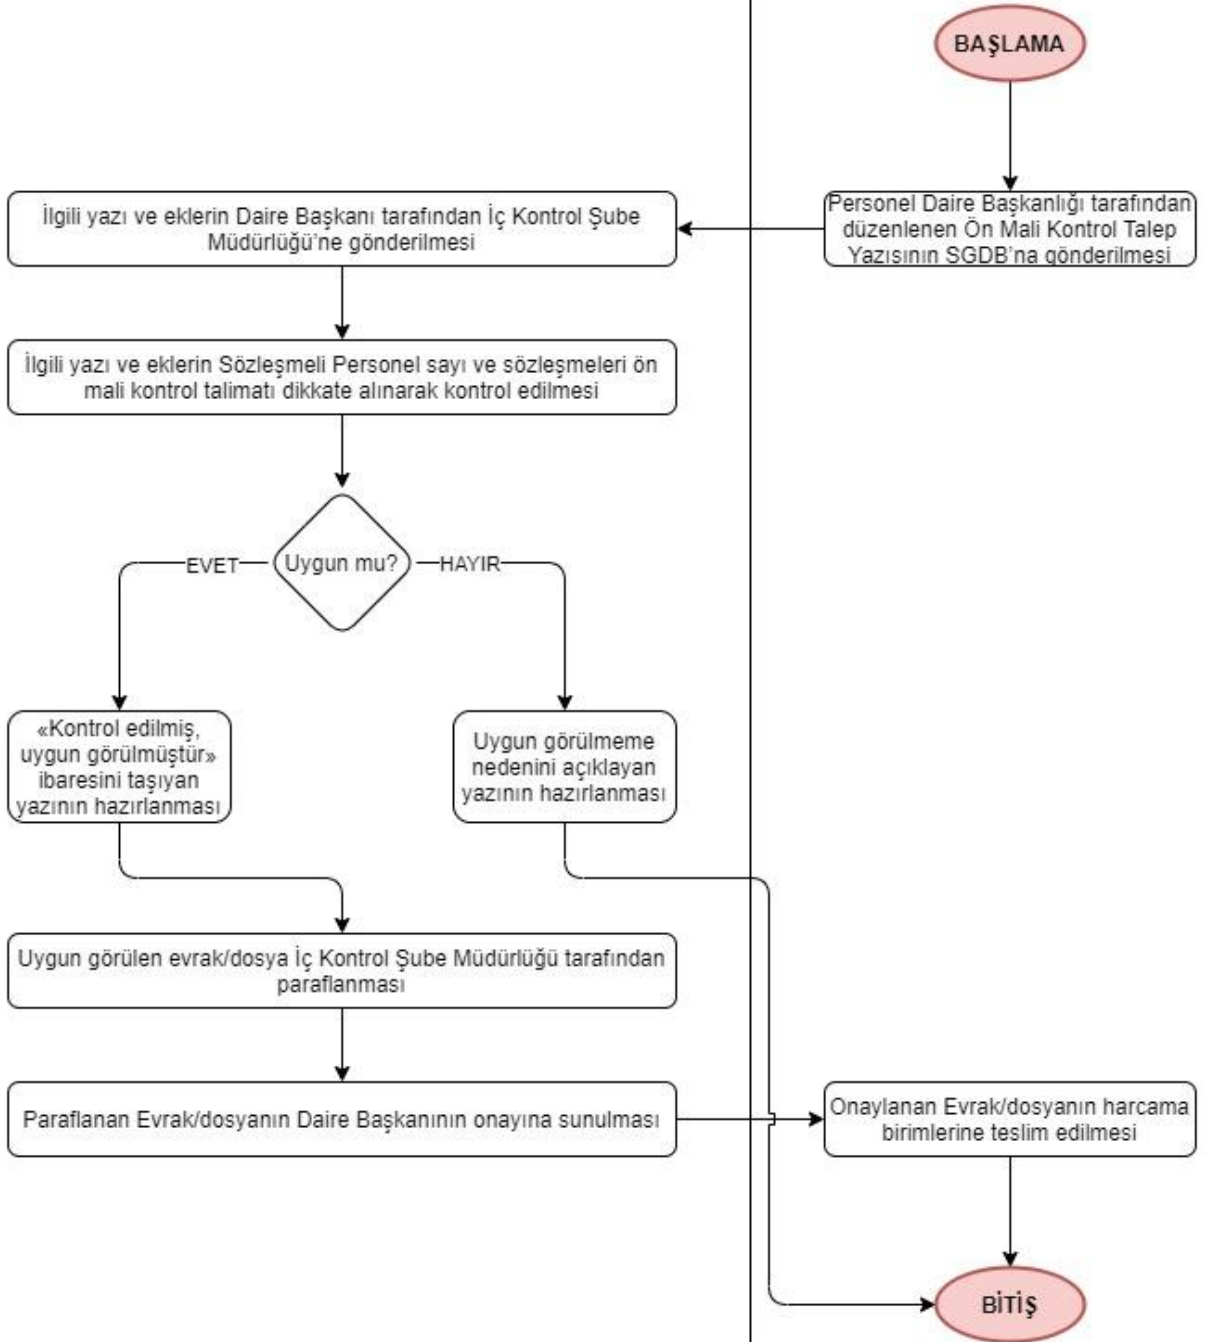 BAŞLAMA
Personel Daire Başkanlığı tarafından
düzenlenen Ön Mali Kontrol Talep
Yazısının SGDB'na gönderilmesi
İlgili yazı ve eklerin Daire Başkanı tarafından İç Kontrol Şube
Müdürlüğü'ne gönderilmesi
İlgili yazı ve eklerin Sözleşmeli Personel sayı ve sözleşmeleri ön
mali kontrol talimatı dikkate alınarak kontrol edilmesi
Uygun mu?
EVET
HAYIR
«Kontrol edilmiş,
uygun görülmüştür»
ibaresini taşıyan
yazının hazırlanması
Uygun görülmeme
nedenini açıklayan
yazının hazırlanması
Uygun görülen evrak/dosya İç Kontrol Şube Müdürlüğü tarafından
paraflanması
Paraflanan Evrak/dosyanın Daire Başkanının onayına sunulması
Onaylanan Evrak/dosyanın harcama
birimlerine teslim edilmesi
BİTİŞ